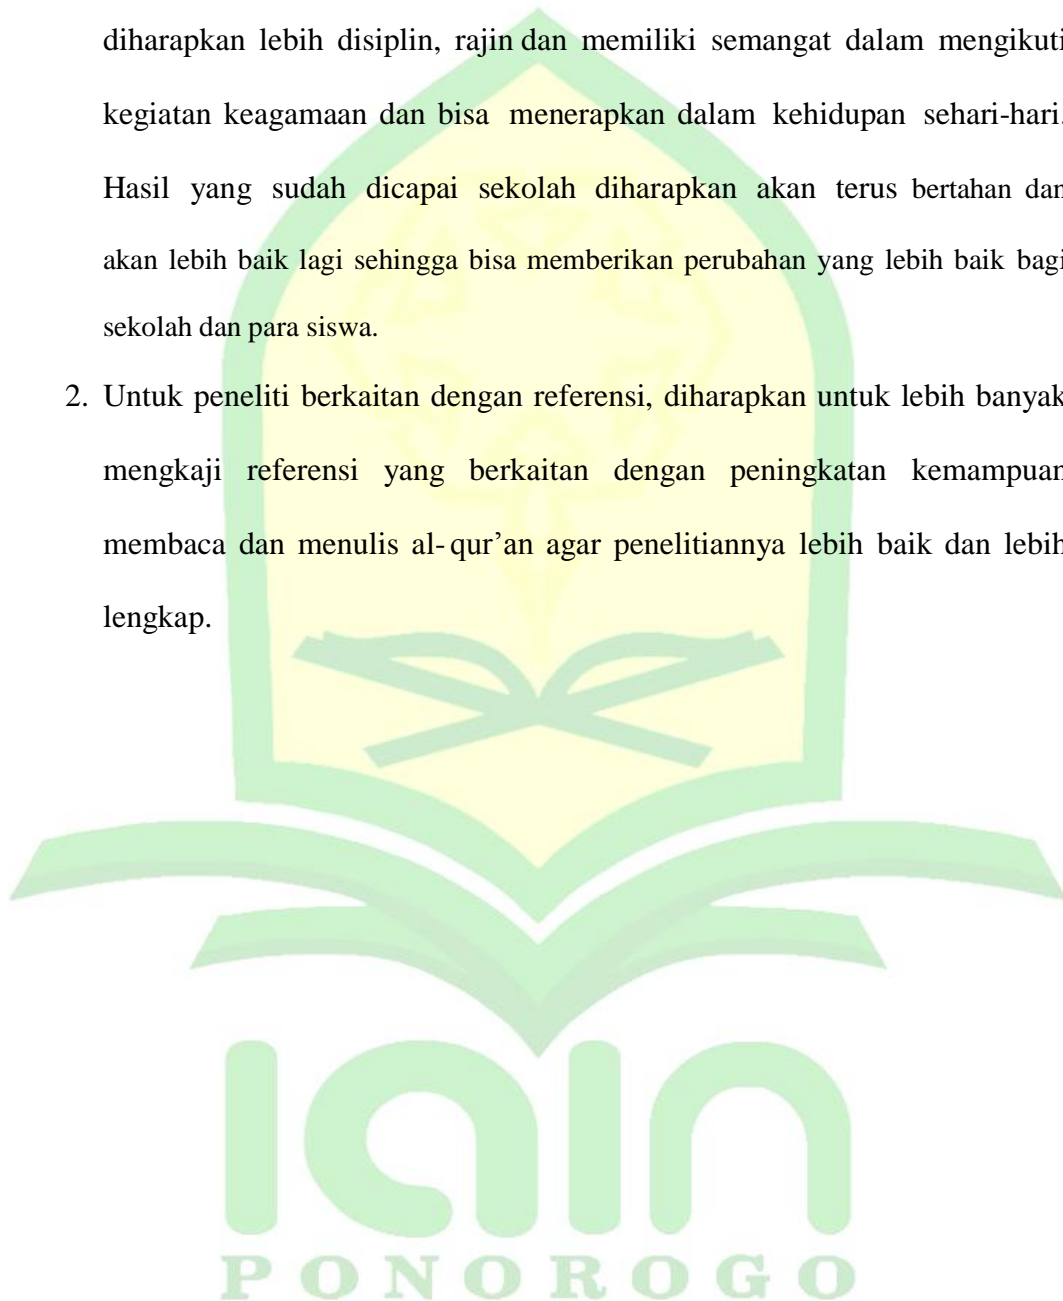 diharapkan lebih disiplin, rajin dan memiliki semangat dalam mengikuti
kegiatan keagamaan dan bisa menerapkan dalam kehidupan sehari-hari.
Hasil yang sudah dicapai sekolah diharapkan akan terus bertahan dan
akan lebih baik lagi sehingga bisa memberikan perubahan yang lebih baik bagi
sekolah dan para siswa.
2. Untuk peneliti berkaitan dengan referensi, diharapkan untuk lebih banyak
mengkaji referensi yang berkaitan dengan peningkatan kemampuan
membaca dan menulis al-qur’an agar penelitiannya lebih baik dan lebih
lengkap.
IAIN
PONOROGO